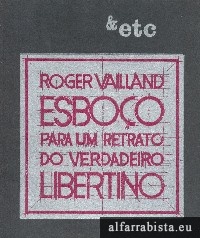 & etc
ROGER VAILLAND
ESBOÇO
PARA UM RETRATO
DO VERDADEIRO
LIBERTINO
alfarrabista.eu